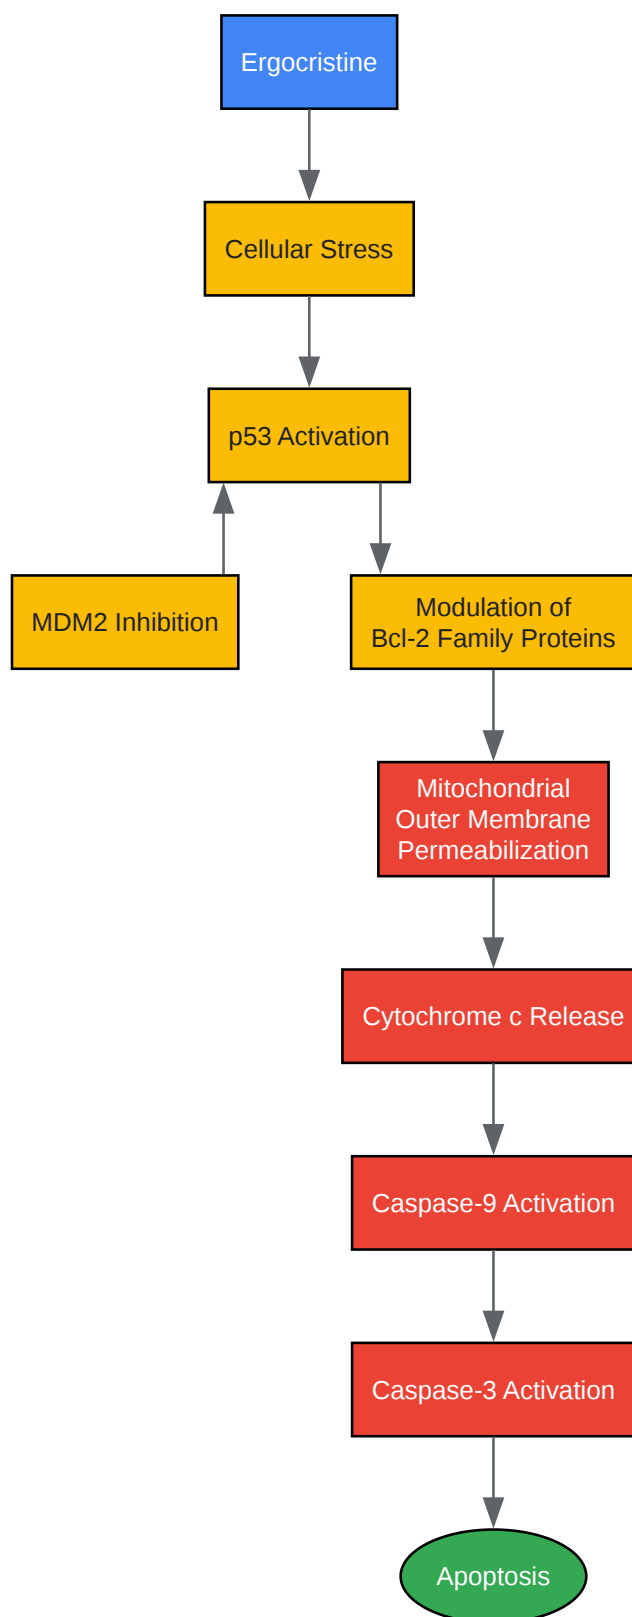 Ergocristine
Cellular Stress
p53 Activation
MDM2 Inhibition
Modulation of
Bcl-2 Family Proteins
Mitochondrial
Outer Membrane
Permeabilization
Cytochrome c Release
Caspase-9 Activation
Caspase-3 Activation
Apoptosis